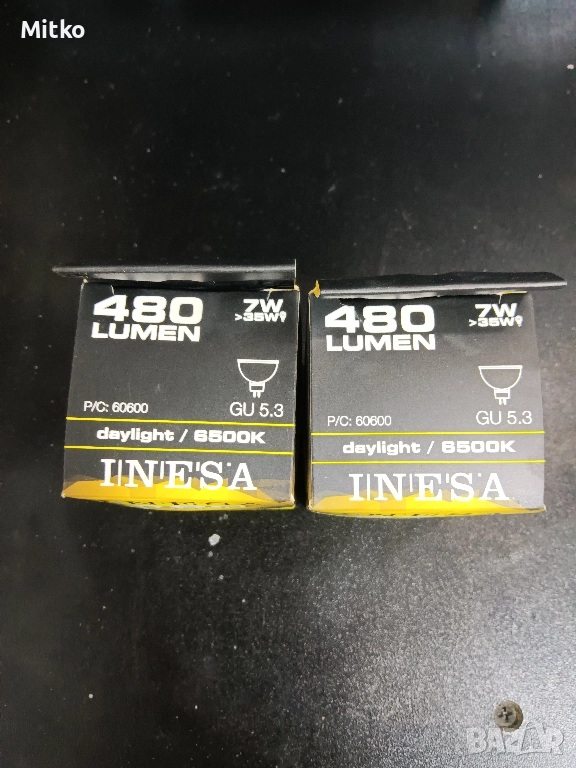 Mitko
480
LUMEN
7W
>35W
P/C: 60600
GU 5.3
daylight / 6500K
INESA
480
LUMEN
7W
>35W
P/C: 60600
GU 5.3
daylight / 6500K
INESA
BAZAR